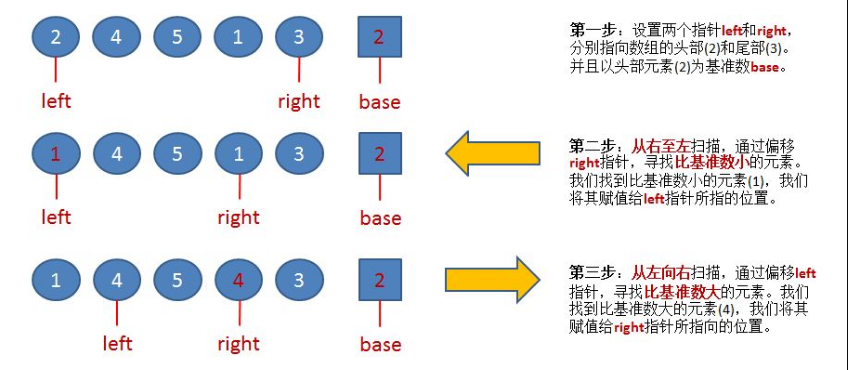 2 4 5 1 3 2
left right base
第一步：设置两个指针left和right，
分别指向数组的头部(2)和尾部(3)。
并且以头部元素(2)为基准数base。
1 4 5 1 3 2
left right base
第二步：从右至左扫描，通过偏移
right指针，寻找比基准数小的元素。
我们找到比基准数小的元素(1)，我们
将其赋值给left指针所指的位置。
1 4 5 4 3 2
left right base
第三步：从左向右扫描，通过偏移left
指针，寻找比基准数大的元素。我们
找到比基准数大的元素(4)，我们将其
赋值给right指针所指向的位置。